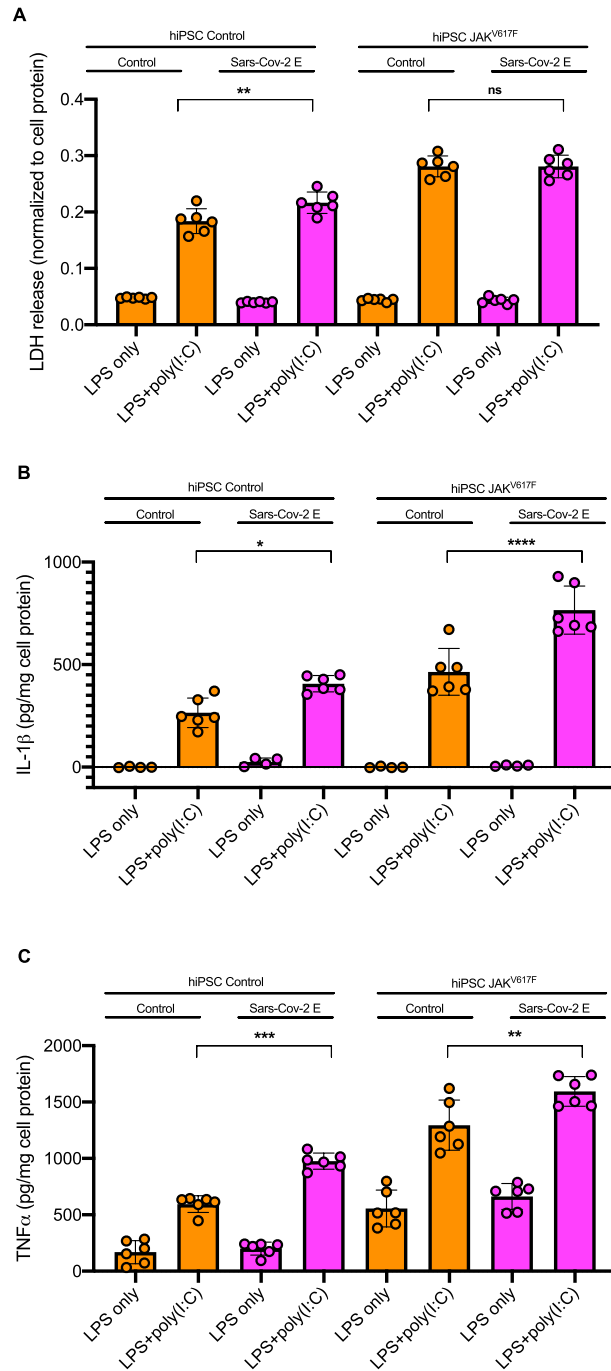 A
hiPSC Control hiPSC JAKV617F
Control Sars-Cov-2 E Control Sars-Cov-2 E
** ns
LDH release (normalized to cell protein)
0.4
0.3
0.2
0.1
0.0
LPS only LPS+poly(I:C) LPS only LPS+poly(I:C) LPS only LPS+poly(I:C) LPS only LPS+poly(I:C)
B
hiPSC Control hiPSC JAKV617F
Control Sars-Cov-2 E Control Sars-Cov-2 E
* ****
IL-1β (pg/mg cell protein)
1000
500
0
LPS only LPS+poly(I:C) LPS only LPS+poly(I:C) LPS only LPS+poly(I:C) LPS only LPS+poly(I:C)
C
hiPSC Control hiPSC JAKV617F
Control Sars-Cov-2 E Control Sars-Cov-2 E
*** **
TNFα (pg/mg cell protein)
2000
1500
1000
500
0
LPS only LPS+poly(I:C) LPS only LPS+poly(I:C) LPS only LPS+poly(I:C) LPS only LPS+poly(I:C)